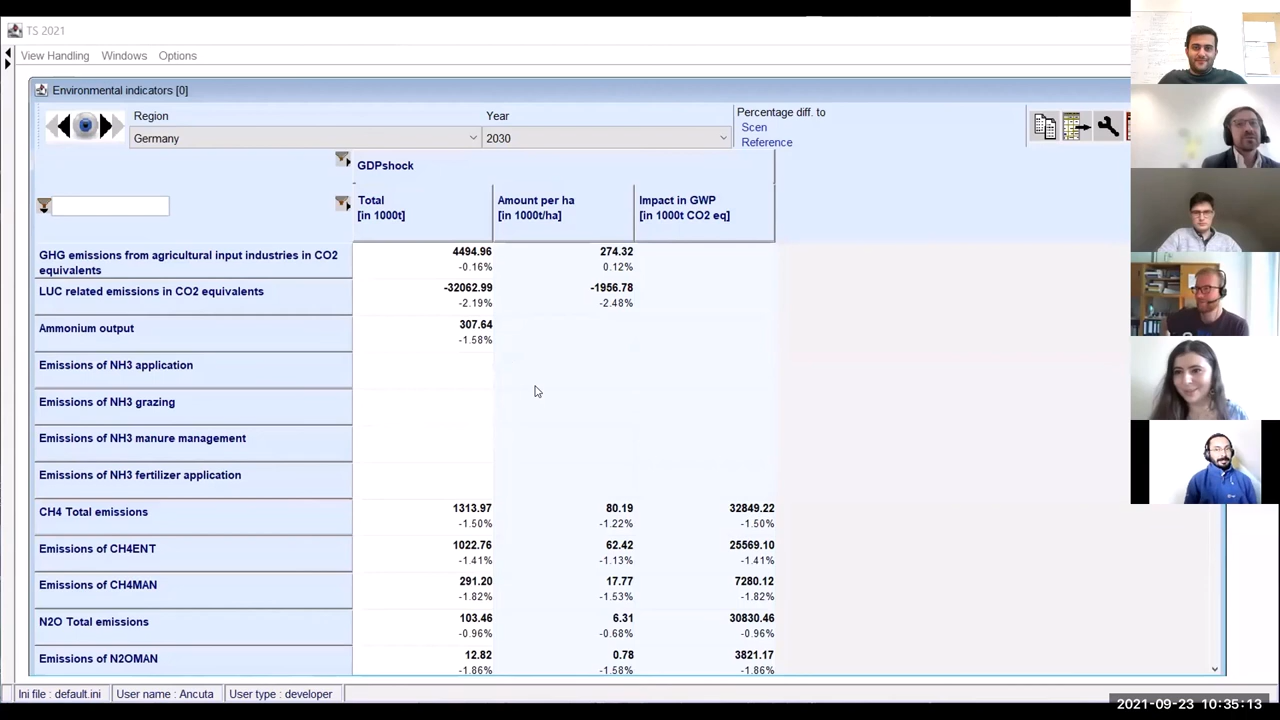 TS 2021
View Handling Windows Options
Environmental indicators [0]
Region Year Percentage diff. to
Germany 2030 Scen
Reference
GDPshock
Total Amount per ha Impact in GWP
[in 1000t] [in 1000t/ha] [in 1000t CO2 eq]
GHG emissions from agricultural input industries in CO2 4494.96 274.32
equivalents -0.16% 0.12%
LUC related emissions in CO2 equivalents -32062.99 -1956.78
-2.19% -2.48%
Ammonium output 307.64
-1.58%
Emissions of NH3 application
Emissions of NH3 grazing
Emissions of NH3 manure management
Emissions of NH3 fertilizer application
CH4 Total emissions 1313.97 80.19 32849.22
-1.50% -1.22% -1.50%
Emissions of CH4ENT 1022.76 62.42 25569.10
-1.41% -1.13% -1.41%
Emissions of CH4MAN 291.20 17.77 7280.12
-1.82% -1.53% -1.82%
N2O Total emissions 103.46 6.31 30830.46
-0.96% -0.68% -0.96%
Emissions of N2OMAN 12.82 0.78 3821.17
-1.86% -1.58% -1.86%
Ini file : default.ini User name : Ancuta User type : developer
2021-09-23 10:35:13